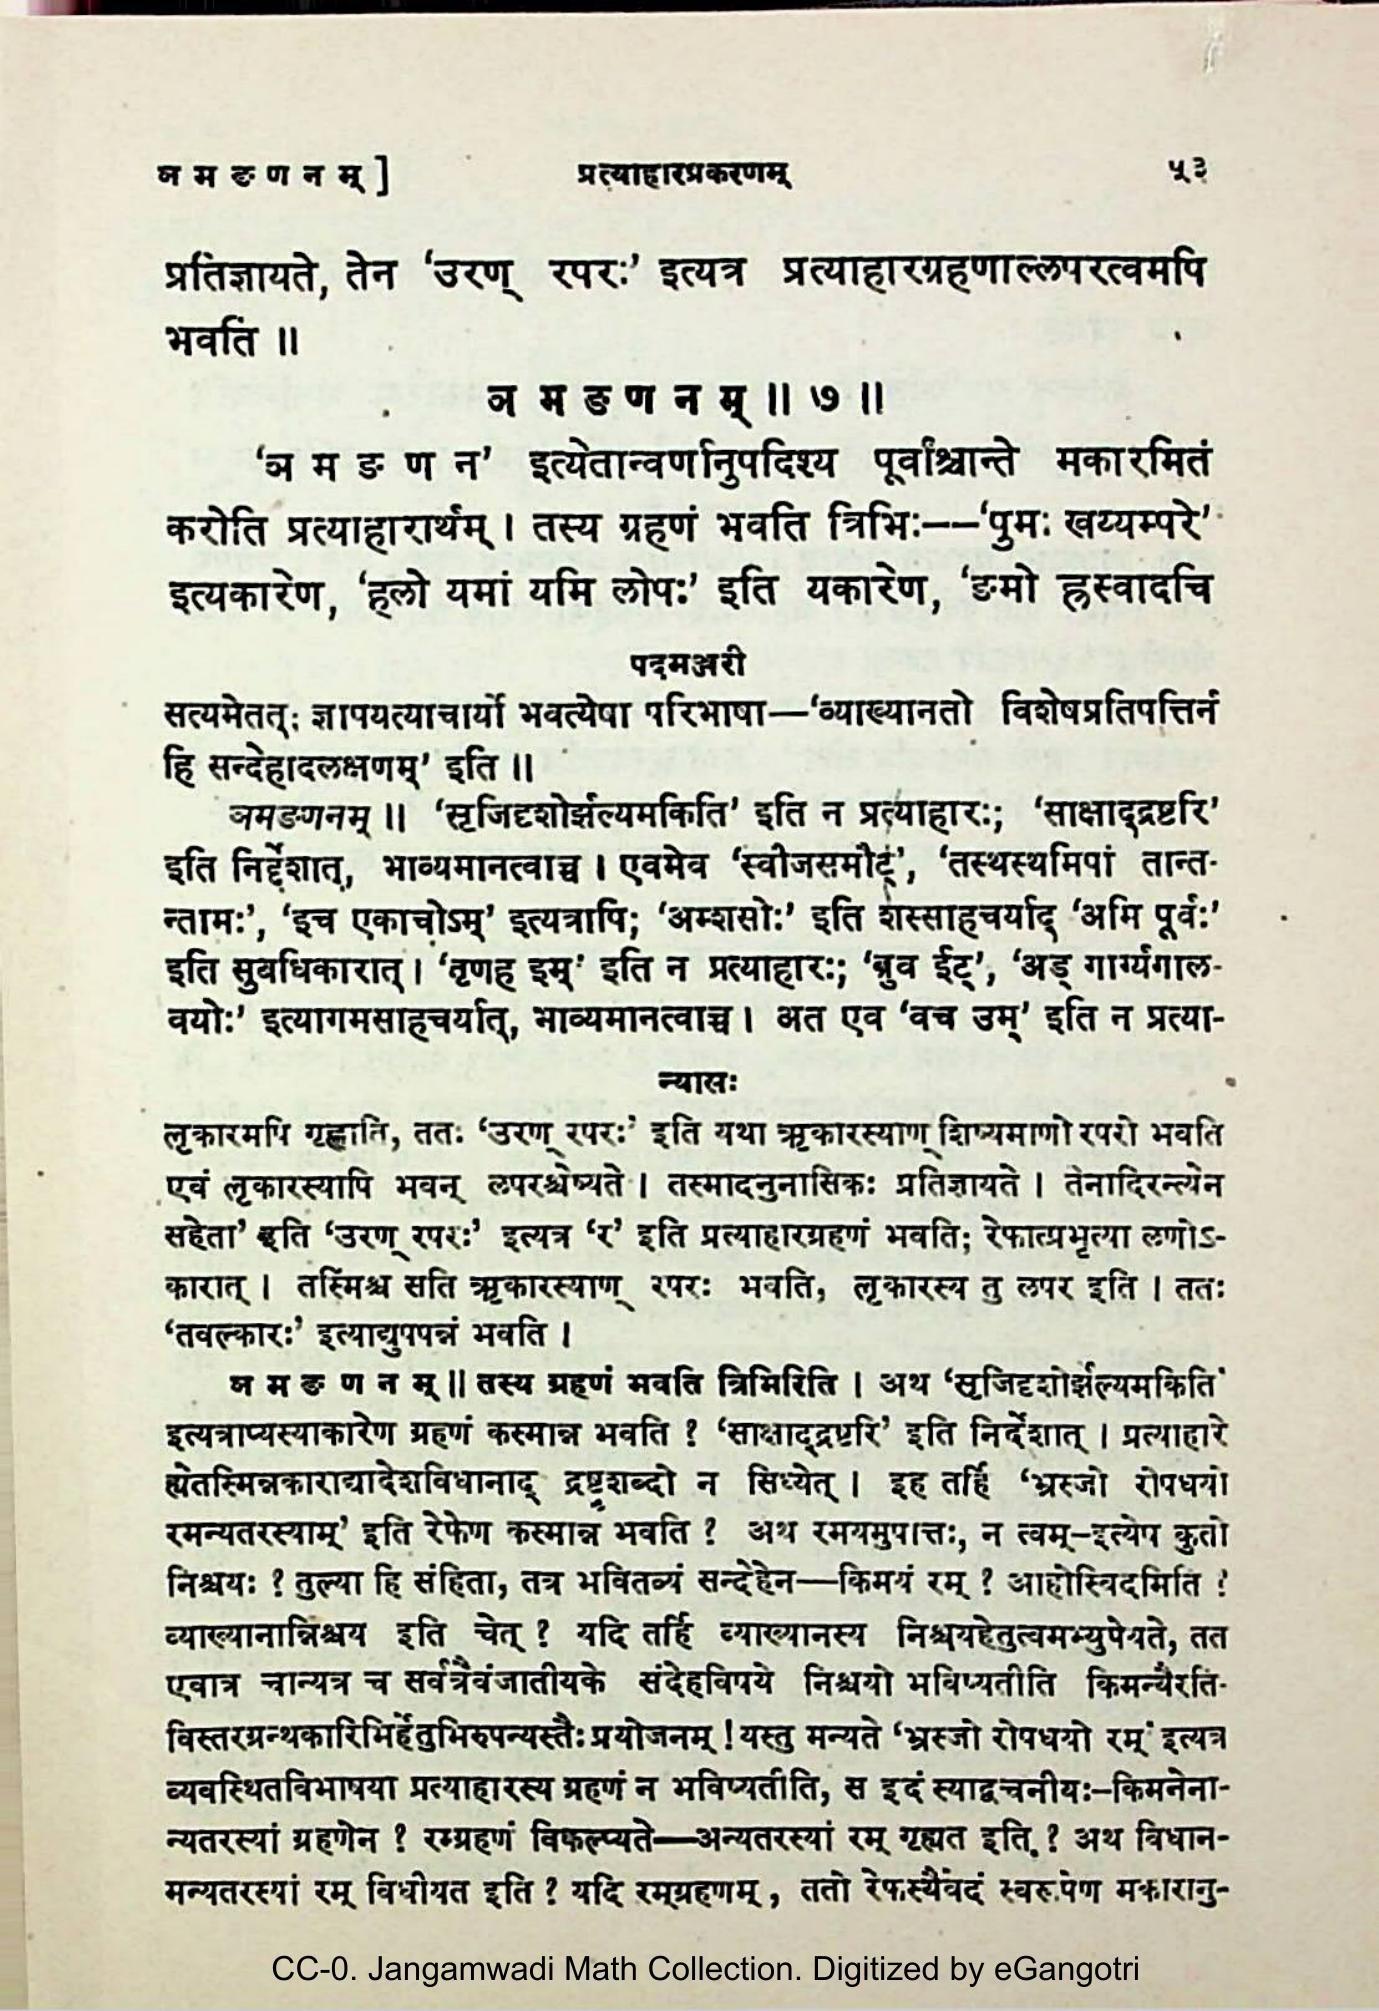 ञ म ङ ण न म् ] प्रत्याहारप्रकरणम् ५३
प्रतिज्ञायते, तेन ‘उरण् रपरः’ इत्यत्र प्रत्याहारग्रहणाल्लपरत्वमपि
भवति ॥
ञ म ङ ण न म् ॥ ७ ॥
‘ञ म ङ ण न’ इत्येतान्वर्णानुपदिश्य पूर्वांश्चान्ते मकारमितं
करोति प्रत्याहारार्थम् । तस्य ग्रहणं भवति त्रिभिः––‘पुमः खय्यम्परे’
इत्यकारेण, ‘हलो यमां यमि लोपः’ इति यकारेण, ‘ङमो ह्रस्वादचि
पदमञ्जरी
सत्यमेतत्; ज्ञापयत्याचार्यो भवत्येषा परिभाषा—‘व्याख्यानतो विशेषप्रतिपत्तिर्न
हि सन्देहादलक्षणम्’ इति ॥
ञमङणनम् ॥ ‘सृजिदृशोर्झल्यमकिति’ इति न प्रत्याहारः; ‘साक्षाद्द्रष्टरि’
इति निर्द्देशात्, भाव्यमानत्वाच्च । एवमेव ‘स्वौजसमौट्’, ‘तस्थस्थमिपां तान्त-
न्तामः’, ‘इच एकाचोऽम्’ इत्यत्रापि; ‘अम्शसोः’ इति शस्साहचर्याद् ‘अमि पूर्वः’
इति सुबधिकारात् । ‘तृणह इम्’ इति न प्रत्याहारः; ‘ब्रुव ईट्’, ‘अड् गार्ग्यगाल-
वयोः’ इत्यागमसाहचर्यात्, भाव्यमानत्वाच्च । अत एव ‘वच उम्’ इति न प्रत्या-
न्यासः
लृकारमपि गृह्णाति, ततः ‘उरण् रपरः’ इति यथा ऋकारस्याण् शिष्यमाणो रपरो भवति
एवं लृकारस्यापि भवन् लपरश्चेष्यते । तस्मादनुनासिकः प्रतिज्ञायते । तेनादिरन्त्येन
सहेता’ इति ‘उरण् रपरः’ इत्यत्र ‘र’ इति प्रत्याहारग्रहणं भवति; रेफात्प्रभृत्या लणोऽ-
कारात् । तस्मिंश्च सति ऋकारस्याण् रपरः भवति, लृकारस्य तु लपर इति । ततः
‘तवल्कारः’ इत्याद्युपपन्नं भवति ।
ञ म ङ ण न म् ॥ तस्य ग्रहणं भवति त्रिभिरिति । अथ ‘सृजिदृशोर्झल्यमकिति’
इत्यत्राप्यस्याकारेण ग्रहणं कस्मान्न भवति ? ‘साक्षाद्द्रष्टरि’ इति निर्देशात् । प्रत्याहारे
ह्येतस्मिन्नकाराद्यादेशविधानाद् द्रष्टृशब्दो न सिध्येत् । इह तर्हि ‘भ्रस्जो रोपधयो
रमन्यतरस्याम्’ इति रेफेण कस्मान्न भवति ? अथ रमयमुपात्तः, न त्वम्–इत्येष कुतो
निश्चयः ? तुल्या हि संहिता, तत्र भवितव्यं सन्देहेन—किमयं रम् ? आहोस्विदमिति ?
व्याख्यानान्निश्चय इति चेत् ? यदि तर्हि व्याख्यानस्य निश्चयहेतुत्वमभ्युपेयते, तत
एवात्र चान्यत्र च सर्वत्रैवंजातीयके संदेहविषये निश्चयो भविष्यतीति किमन्यैरति-
विस्तरग्रन्थकारिभिर्हेतुभिरुपन्यस्तैः प्रयोजनम् ! यस्तु मन्यते ‘भ्रस्जो रोपधयो रम्’ इत्यत्र
व्यवस्थितविभाषया प्रत्याहारस्य ग्रहणं न भविष्यतीति, स इदं स्याद्वचनीयः–किमनेना-
न्यतरस्यां ग्रहणेन ? रम्ग्रहणं विकल्प्यते—अन्यतरस्यां रम् गृह्यत इति ? अथ विधान-
मन्यतरस्यां रम् विधीयत इति ? यदि रम्ग्रहणम्, ततो रेफस्यैवेदं स्वरूपेण मकारानु-
CC-0. Jangamwadi Math Collection. Digitized by eGangotri